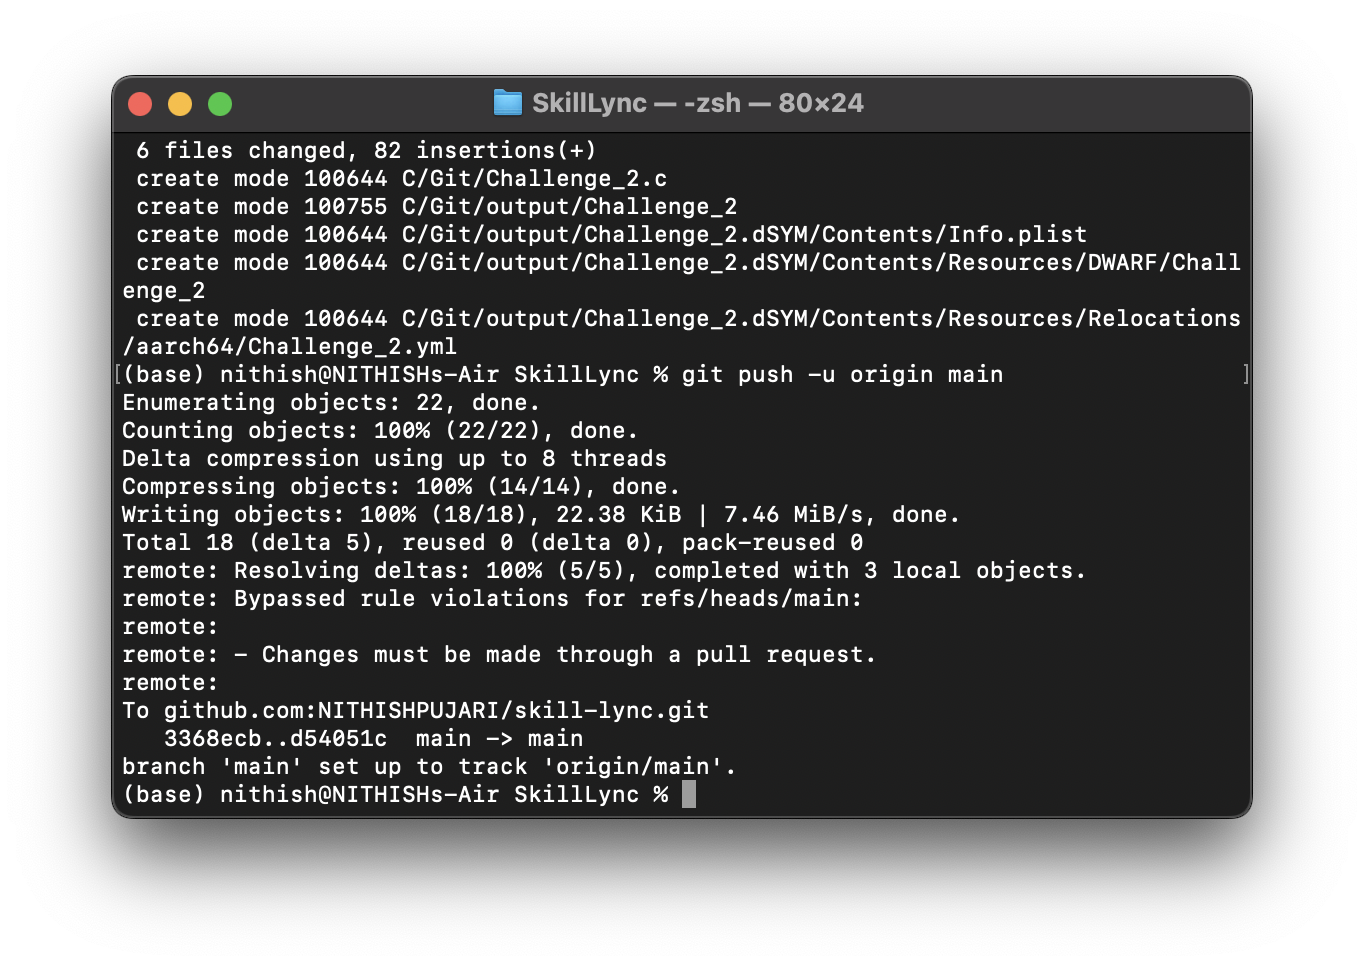 SkillLync — -zsh — 80×24
6 files changed, 82 insertions(+)
create mode 100644 C/Git/Challenge_2.c
create mode 100755 C/Git/output/Challenge_2
create mode 100644 C/Git/output/Challenge_2.dSYM/Contents/Info.plist
create mode 100644 C/Git/output/Challenge_2.dSYM/Contents/Resources/DWARF/Chall
enge_2
create mode 100644 C/Git/output/Challenge_2.dSYM/Contents/Resources/Relocations
/aarch64/Challenge_2.yml
[(base) nithish@NITHISHs-Air SkillLync % git push -u origin main ]
Enumerating objects: 22, done.
Counting objects: 100% (22/22), done.
Delta compression using up to 8 threads
Compressing objects: 100% (14/14), done.
Writing objects: 100% (18/18), 22.38 KiB | 7.46 MiB/s, done.
Total 18 (delta 5), reused 0 (delta 0), pack-reused 0
remote: Resolving deltas: 100% (5/5), completed with 3 local objects.
remote: Bypassed rule violations for refs/heads/main:
remote:
remote: - Changes must be made through a pull request.
remote:
To github.com:NITHISHPUJARI/skill-lync.git
3368ecb..d54051c  main -> main
branch 'main' set up to track 'origin/main'.
(base) nithish@NITHISHs-Air SkillLync %